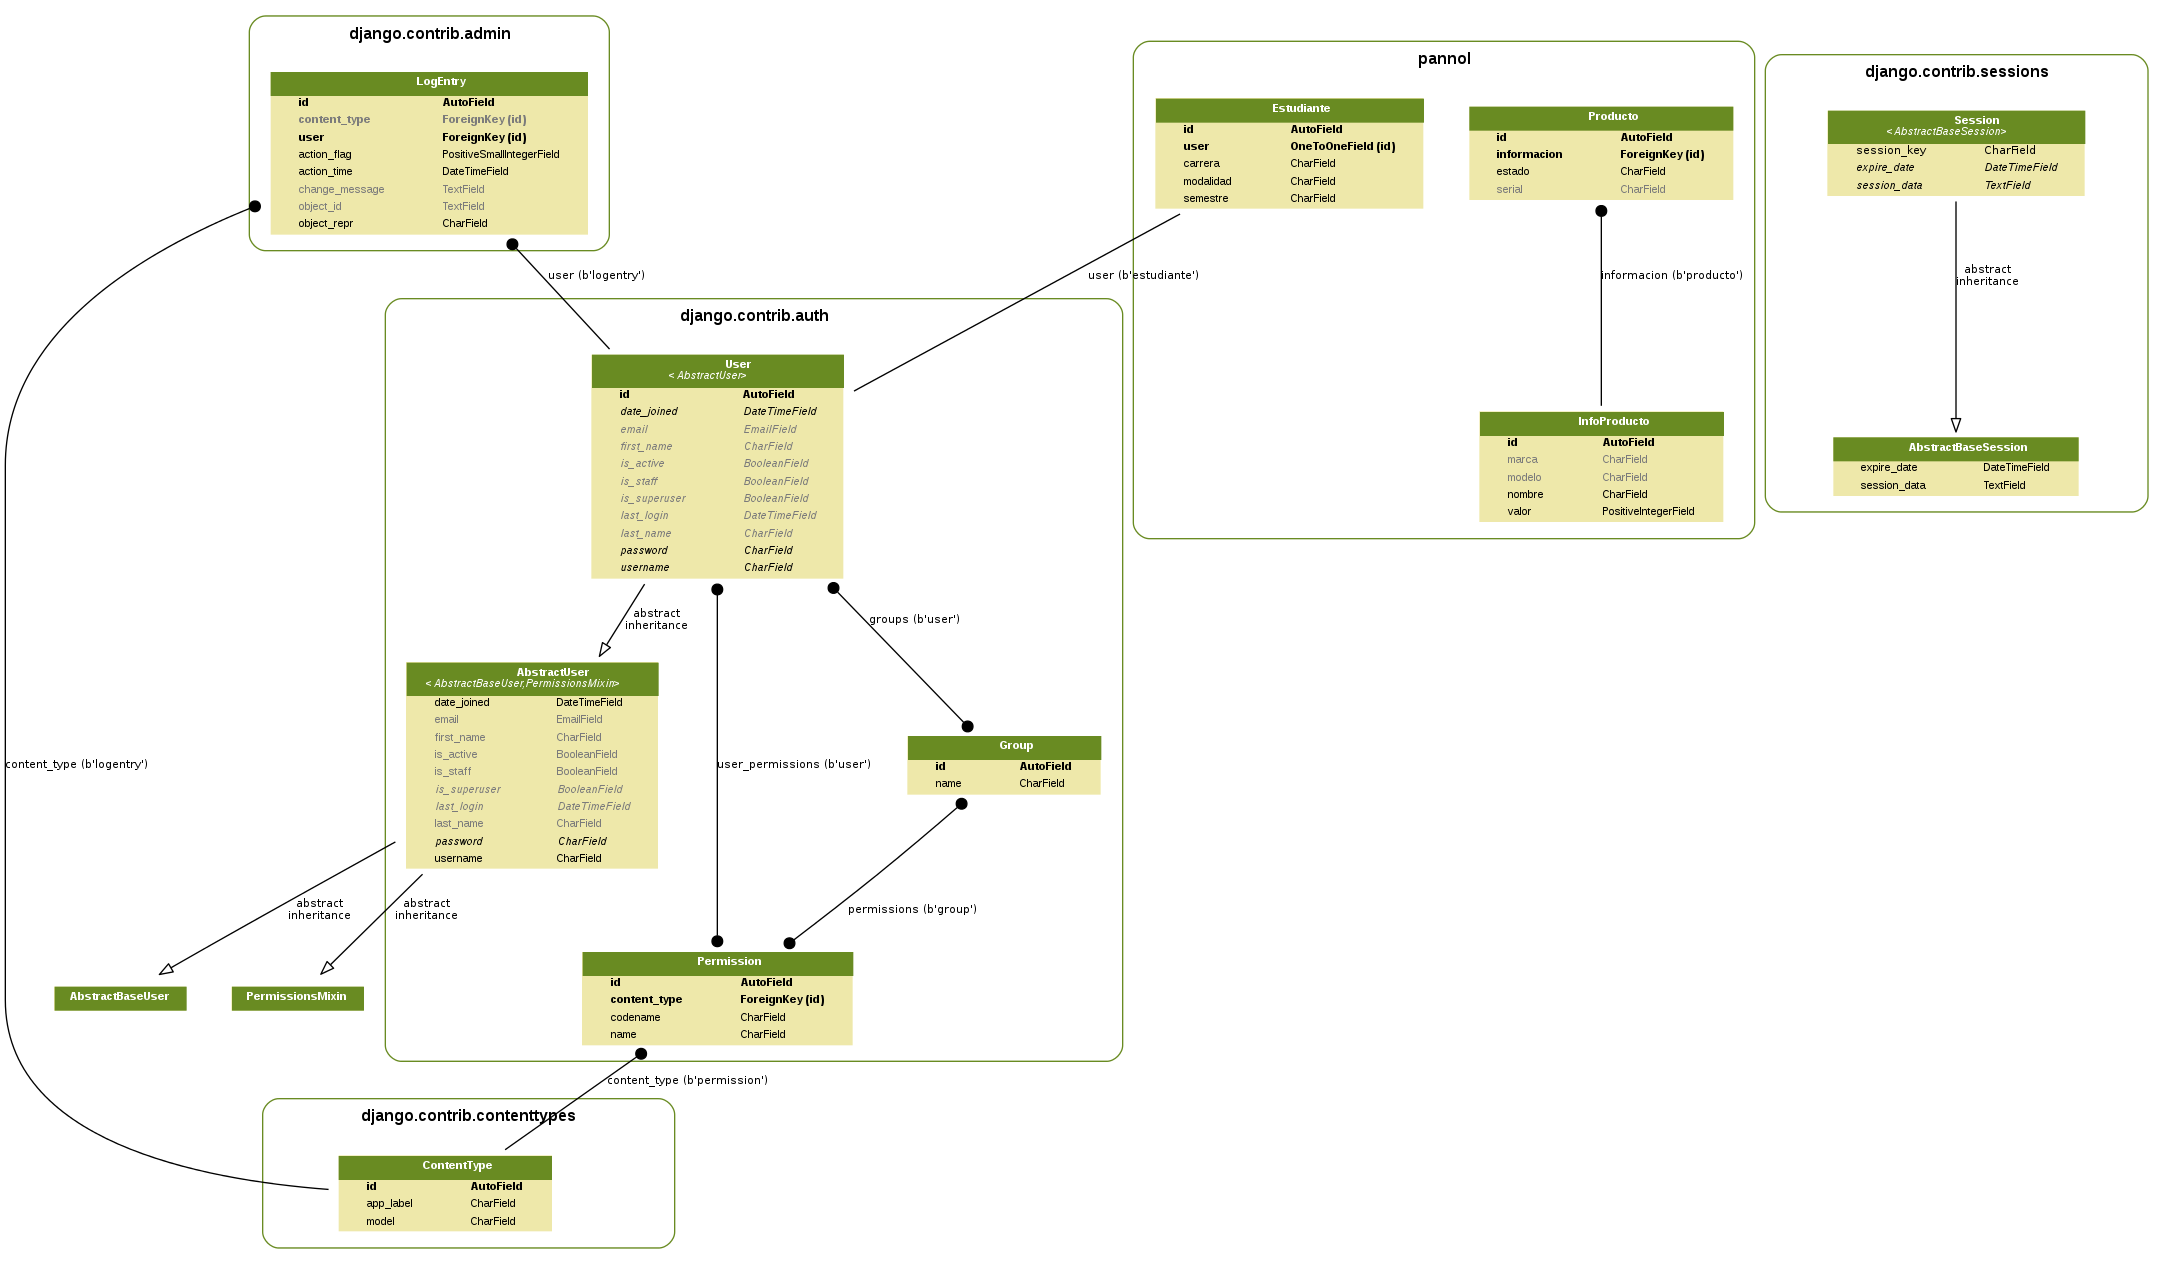 django.contrib.admin
LogEntry
id AutoField
content_type ForeignKey (id)
user ForeignKey (id)
action_flag PositiveSmallIntegerField
action_time DateTimeField
change_message TextField
object_id TextField
object_repr CharField
pannol
Estudiante
id AutoField
user OneToOneField (id)
carrera CharField
modalidad CharField
semestre CharField
Producto
id AutoField
informacion ForeignKey (id)
estado CharField
serial CharField
django.contrib.sessions
Session
<AbstractBaseSession>
session_key CharField
expire_date DateTimeField
session_data TextField
user (b'logentry')
user (b'estudiante')
informacion (b'producto')
abstract
inheritance
django.contrib.auth
User
< AbstractUser>
id AutoField
date_joined DateTimeField
email EmailField
first_name CharField
is_active BooleanField
is_staff BooleanField
is_superuser BooleanField
last_login DateTimeField
last_name CharField
password CharField
username CharField
InfoProducto
id AutoField
marca CharField
modelo CharField
nombre CharField
valor PositiveIntegerField
AbstractBaseSession
expire_date DateTimeField
session_data TextField
abstract
inheritance
groups (b'user')
AbstractUser
< AbstractBaseUser,PermissionsMixin>
date_joined DateTimeField
email EmailField
first_name CharField
is_active BooleanField
is_staff BooleanField
is_superuser BooleanField
last_login DateTimeField
last_name CharField
password CharField
username CharField
content_type (b'logentry')
user_permissions (b'user')
Group
id AutoField
name CharField
abstract
inheritance
abstract
inheritance
permissions (b'group')
AbstractBaseUser
PermissionsMixin
Permission
id AutoField
content_type ForeignKey (id)
codename CharField
name CharField
content_type (b'permission')
django.contrib.contenttypes
ContentType
id AutoField
app_label CharField
model CharField